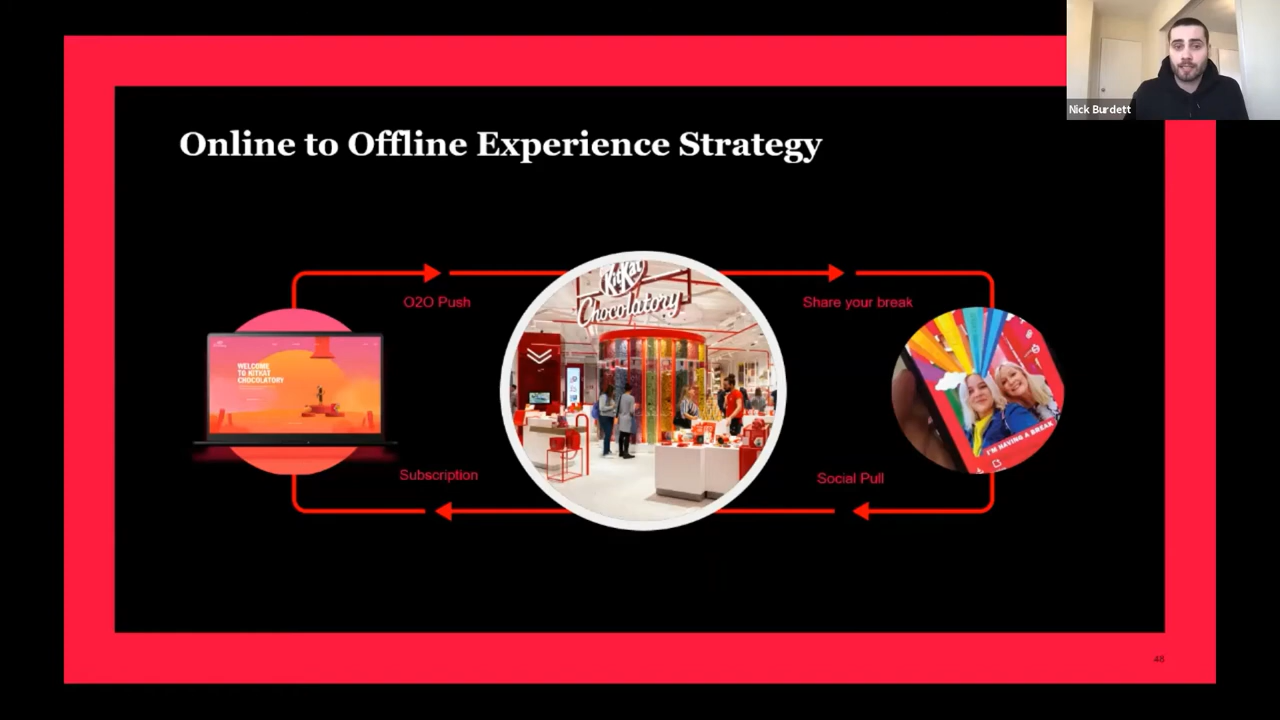 Nick Burdett
Online to Offline Experience Strategy
O2O Push
Share your break
KitKat
Chocolatory
WELCOME
TO KITKAT
CHOCOLATORY
I'M HAVING A BREAK
Subscription
Social Pull
48